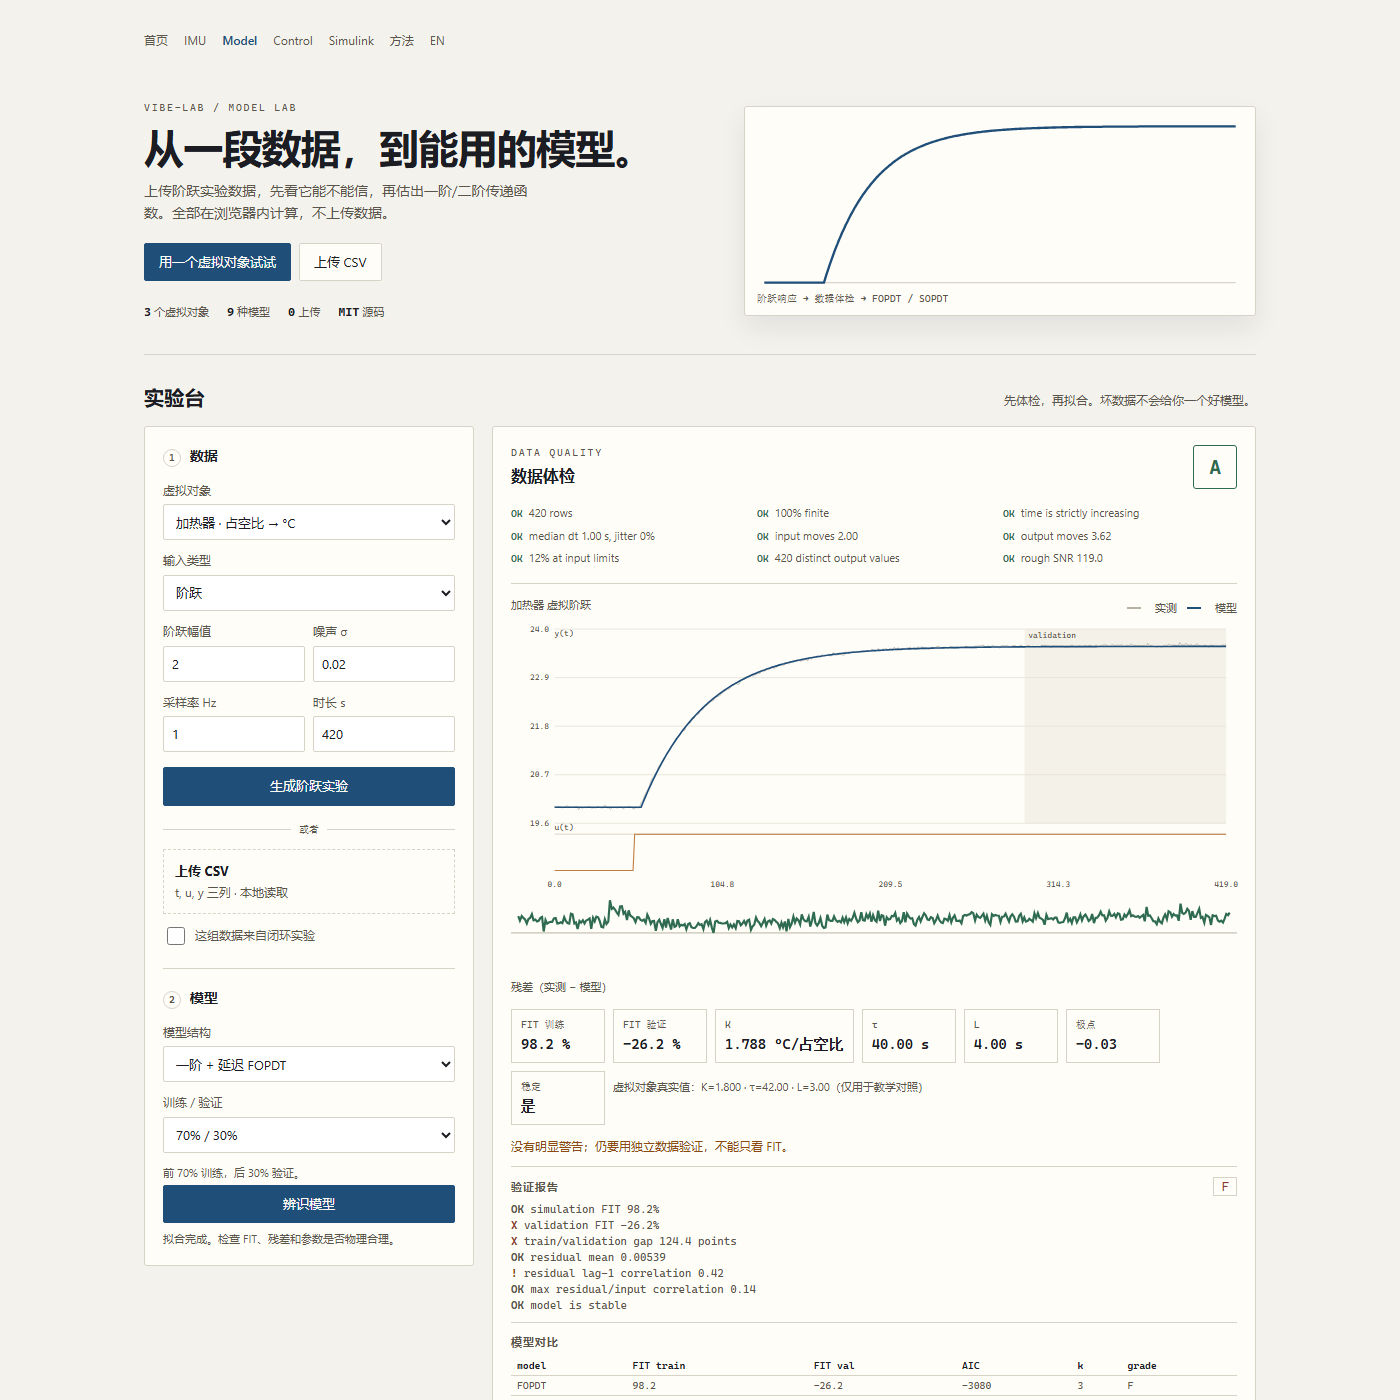 首页 IMU Model Control Simulink 方法 EN
VIBE-LAB / MODEL LAB
从一段数据，到能用的模型。
上传阶跃实验数据，先看它能不能信，再估出一阶/二阶传递函
数。全部在浏览器内计算，不上传数据。
用一个虚拟对象试试 上传 CSV
3 个虚拟对象 9 种模型 0 上传 MIT 源码
阶跃响应 → 数据体检 → FOPDT / SOPDT
实验台
先体检，再拟合。坏数据不会给你一个好模型。
1 数据
虚拟对象
加热器 · 占空比 → °C
输入类型
阶跃
阶跃幅值 噪声 σ
2 0.02
采样率 Hz 时长 s
1 420
生成阶跃实验
或者
上传 CSV
t, u, y 三列 · 本地读取
这组数据来自闭环实验
2 模型
模型结构
一阶 + 延迟 FOPDT
训练 / 验证
70% / 30%
前 70% 训练，后 30% 验证。
辨识模型
拟合完成。检查 FIT、残差和参数是否物理合理。
DATA QUALITY
数据体检
A
OK 420 rows OK 100% finite OK time is strictly increasing
OK median dt 1.00 s, jitter 0% OK input moves 2.00 OK output moves 3.62
OK 12% at input limits OK 420 distinct output values OK rough SNR 119.0
加热器 虚拟阶跃 实测 模型
24.0 y(t) validation
22.9
21.8
20.7
19.6 u(t)
0.0 104.8 209.5 314.3 419.0
残差（实测 − 模型）
FIT 训练 FIT 验证 K τ L 极点
98.2 % −26.2 % 1.788 °C/占空比 40.00 s 4.00 s −0.03
稳定
是
虚拟对象真实值：K=1.800 · τ=42.00 · L=3.00（仅用于教学对照）
没有明显警告；仍要用独立数据验证，不能只看 FIT。
验证报告 F
OK simulation FIT 98.2%
X validation FIT −26.2%
X train/validation gap 124.4 points
OK residual mean 0.00539
! residual lag-1 correlation 0.42
OK max residual/input correlation 0.14
OK model is stable
模型对比
model FIT train FIT val AIC k grade
FOPDT 98.2 −26.2 −3080 3 F